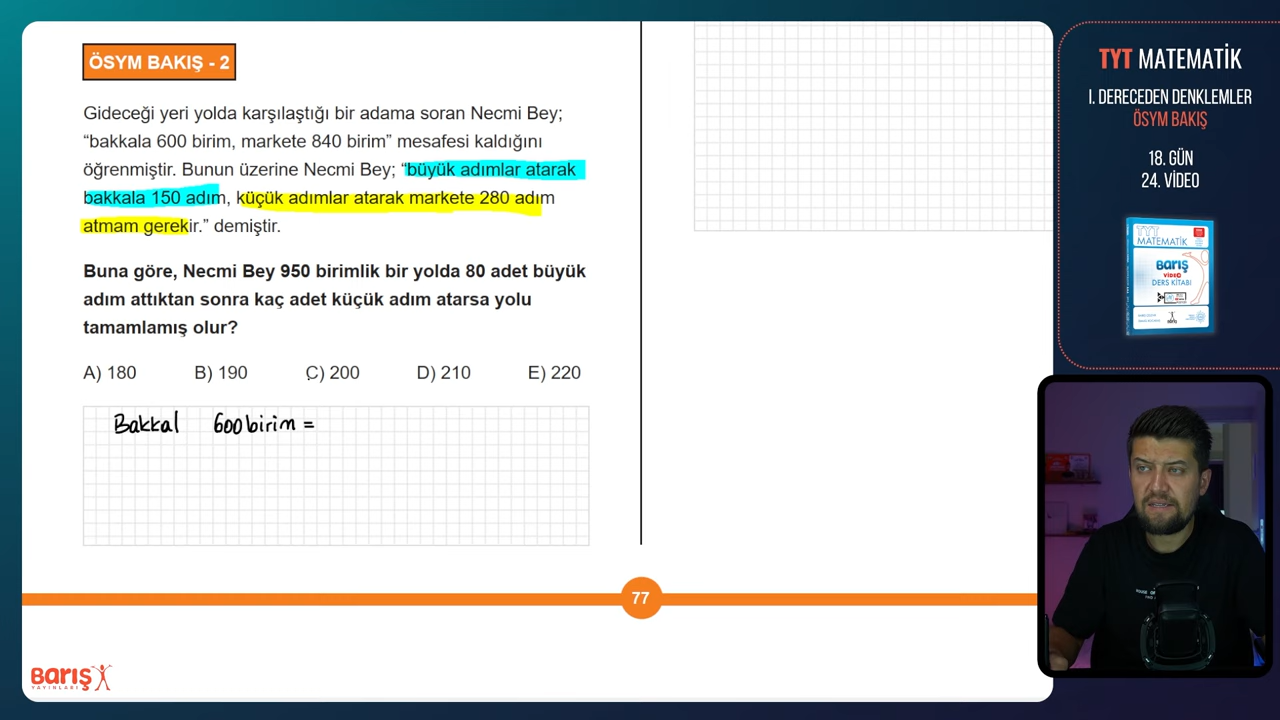 ÖSYM BAKIŞ - 2
Gideceği yeri yolda karşılaştığı bir adama soran Necmi Bey;
“bakkala 600 birim, markete 840 birim” mesafesi kaldığını
öğrenmiştir. Bunun üzerine Necmi Bey; “büyük adımlar atarak
bakkala 150 adım, küçük adımlar atarak markete 280 adım
atmam gerekir.” demiştir.
Buna göre, Necmi Bey 950 birimlik bir yolda 80 adet büyük
adım attıktan sonra kaç adet küçük adım atarsa yolu
tamamlamış olur?
A) 180 B) 190 C) 200 D) 210 E) 220
Bakkal 600 birim =
77
BARIŞ
YAYINLARI
TYT MATEMATİK
I. DERECEDEN DENKLEMLER
ÖSYM BAKIŞ
18. GÜN
24. VİDEO
TYT
MATEMATİK
BARIŞ
VİDEO
DERS KİTABI